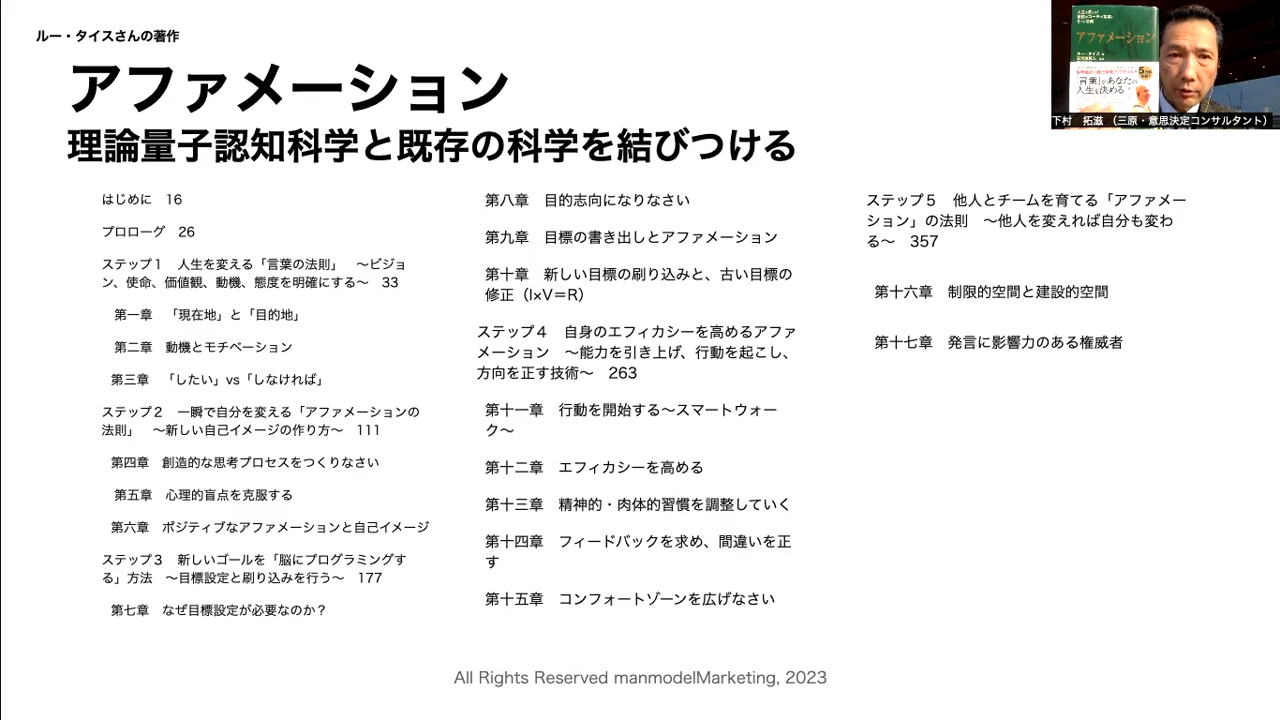 ルー・タイスさんの著作
アファメーション
理論量子認知科学と既存の科学を結びつける
はじめに 16
プロローグ 26
ステップ1 人生を変える「言葉の法則」 〜ビジョ
ン、使命、価値観、動機、態度を明確にする〜 33
第一章 「現在地」と「目的地」
第二章 動機とモチベーション
第三章 「したい」vs「しなければ」
ステップ2 一瞬で自分を変える「アファメーションの
法則」 〜新しい自己イメージの作り方〜 111
第四章 創造的な思考プロセスをつくりなさい
第五章 心理的盲点を克服する
第六章 ポジティブなアファメーションと自己イメージ
ステップ3 新しいゴールを「脳にプログラミングす
る」方法 〜目標設定と刷り込みを行う〜 177
第七章 なぜ目標設定が必要なのか?
第八章 目的志向になりなさい
第九章 目標の書き出しとアファメーション
第十章 新しい目標の刷り込みと、古い目標の
修正（I×V＝R）
ステップ4 自身のエフィカシーを高めるアファ
メーション 〜能力を引き上げ、行動を起こし、
方向を正す技術〜 263
第十一章 行動を開始する〜スマートウォー
ク〜
第十二章 エフィカシーを高める
第十三章 精神的・肉体的習慣を調整していく
第十四章 フィードバックを求め、間違いを正
す
第十五章 コンフォートゾーンを広げなさい
ステップ5 他人とチームを育てる「アファメー
ション」の法則 〜他人を変えれば自分も変わ
る〜 357
第十六章 制限的空間と建設的空間
第十七章 発言に影響力のある権威者
アファメーション
ルー・タイス
「言葉」があなたの
人生を決める
下村 拓滋 （三原・意思決定コンサルタント）
All Rights Reserved manmodelMarketing, 2023